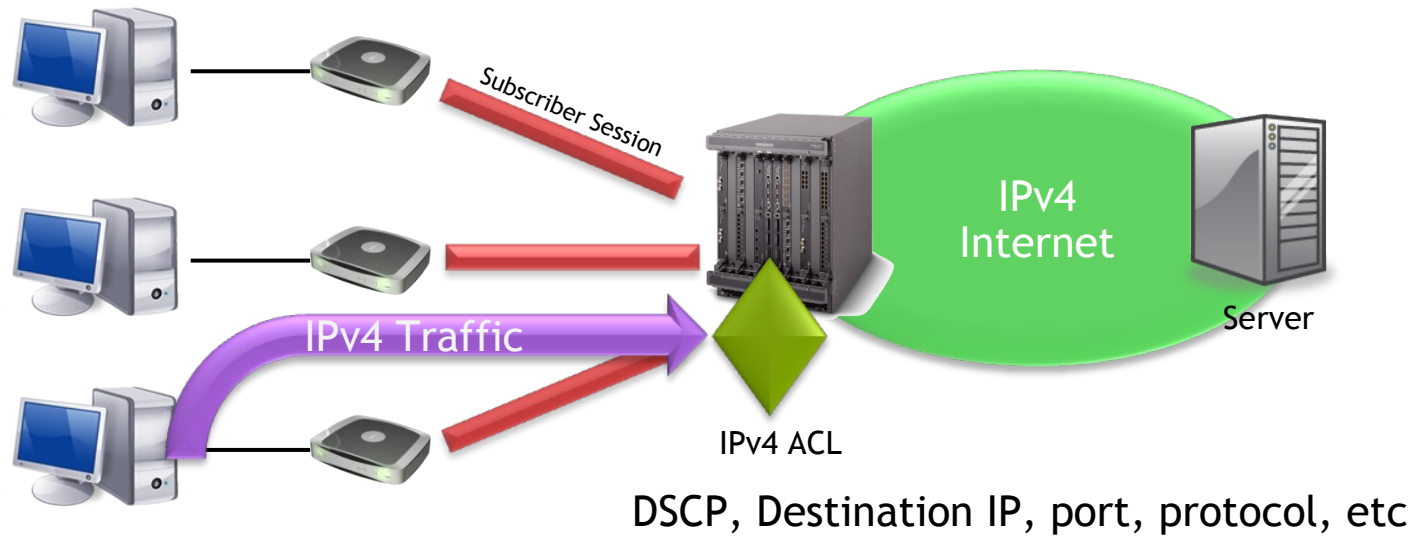 Subscriber Session
IPv4
Internet
Server
IPv4 Traffic
IPv4 ACL
DSCP, Destination IP, port, protocol, etc